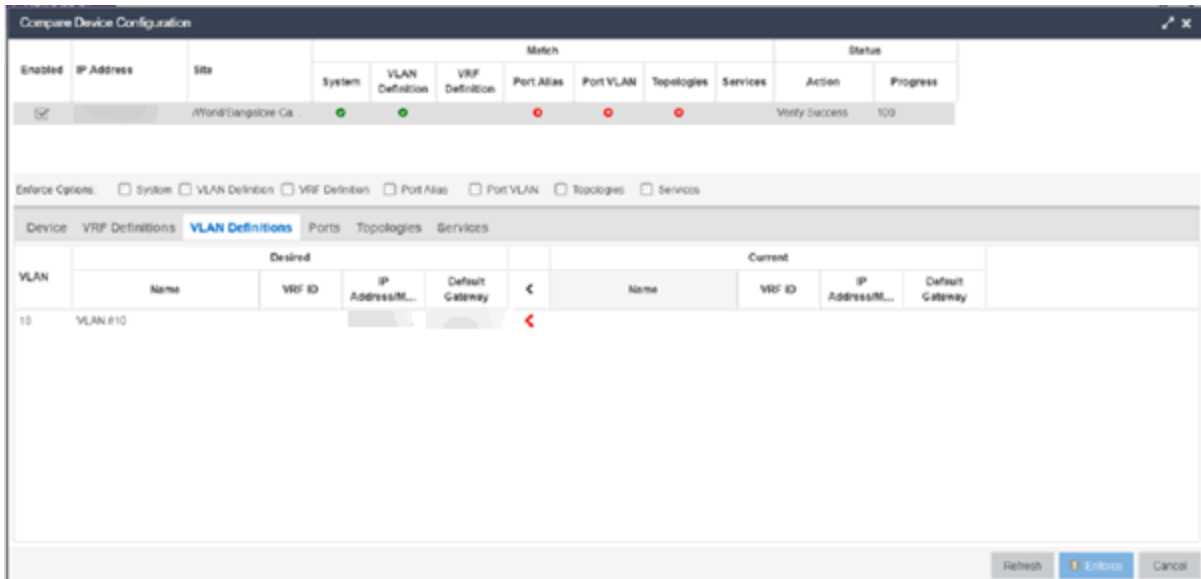 Compare Device Configuration
Match Status
Enabled IP Address Site System VLAN Definition VRF Definition Port Alias Port VLAN Topologies Services Action Progress
/World/Bangalore Ca... Verify Success 100
Enforce Options: System VLAN Definition VRF Definition Port Alias Port VLAN Topologies Services
Device VRF Definitions VLAN Definitions Ports Topologies Services
Desired Current
VLAN Name VRF ID IP Address/M... Default Gateway < Name VRF ID IP Address/M... Default Gateway
10 VLAN #10 <
Refresh Enforce Cancel